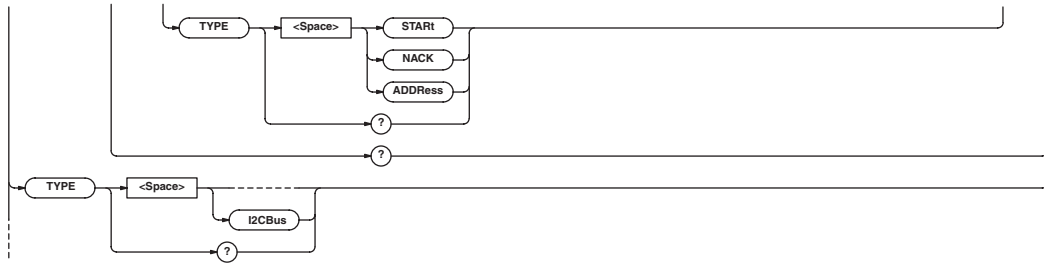 TYPE <Space> STARt
NACK
ADDRess
?
?
TYPE <Space>
I2CBus
?